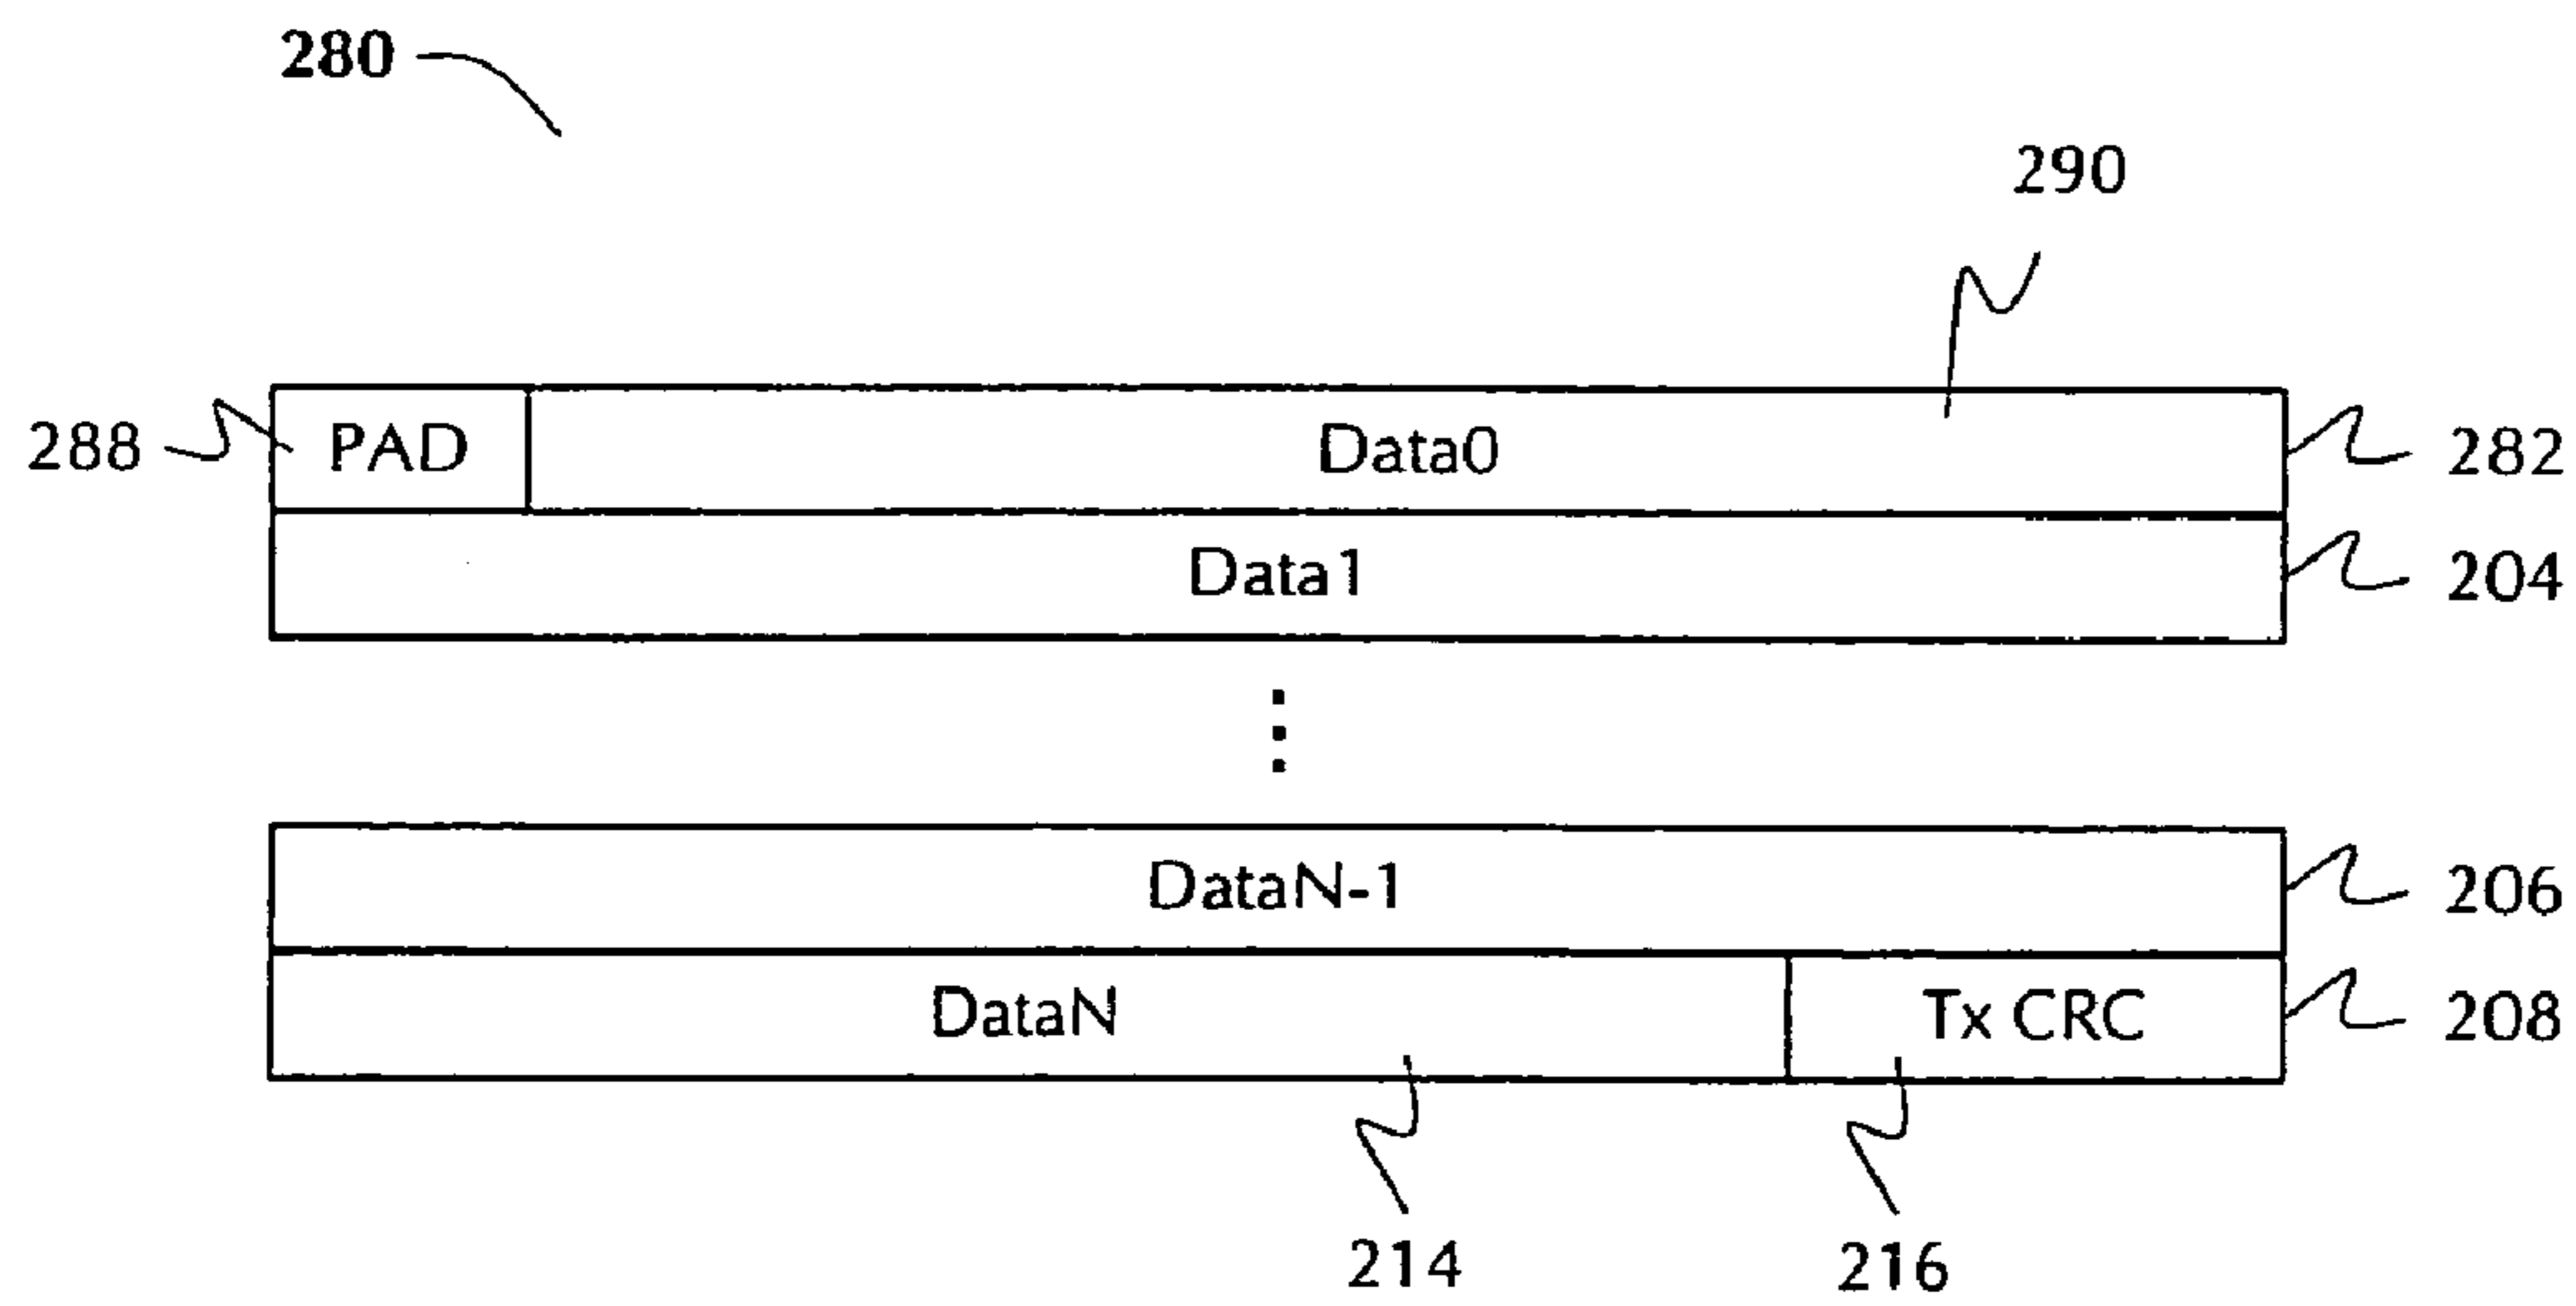 280
290
288 PAD Data0 282
Data1 204
DataN-1 206
DataN Tx CRC 208
214 216